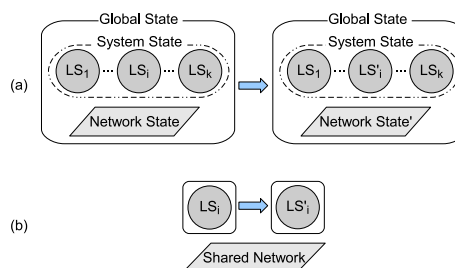 Global State Global State
System State System State
(a) LS1 ···· LSi ···· LSk LS1 ···· LS'i ···· LSk
Network State Network State'
(b) LSi LS'i
Shared Network